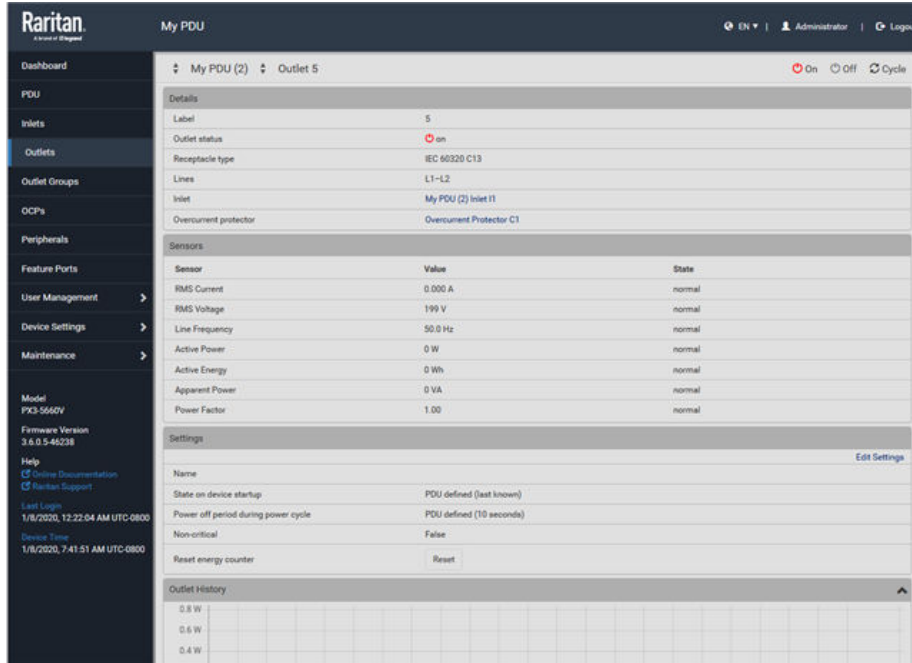 Raritan.
A brand of legrand
My PDU
EN
Administrator
Logou
Dashboard
PDU
Inlets
Outlets
Outlet Groups
OCPs
Peripherals
Feature Ports
User Management
Device Settings
Maintenance
Model
PX3-5660V
Firmware Version
3.6.0.5-46238
Help
Online Documentation
Raritan Support
Last Login
1/8/2020, 12:22:04 AM UTC-0800
Device Time
1/8/2020, 7:41:51 AM UTC-0800
My PDU (2) Outlet 5
On Off Cycle
Details
Label 5
Outlet status on
Receptacle type IEC 60320 C13
Lines L1-L2
Inlet My PDU (2) Inlet I1
Overcurrent protector Overcurrent Protector C1
Sensors
Sensor Value State
RMS Current 0.000 A normal
RMS Voltage 199 V normal
Line Frequency 50.0 Hz normal
Active Power 0 W normal
Active Energy 0 Wh normal
Apparent Power 0 VA normal
Power Factor 1.00 normal
Settings
Edit Settings
Name
State on device startup PDU defined (last known)
Power off period during power cycle PDU defined (10 seconds)
Non-critical False
Reset energy counter Reset
Outlet History
0.8 W
0.6 W
0.4 W